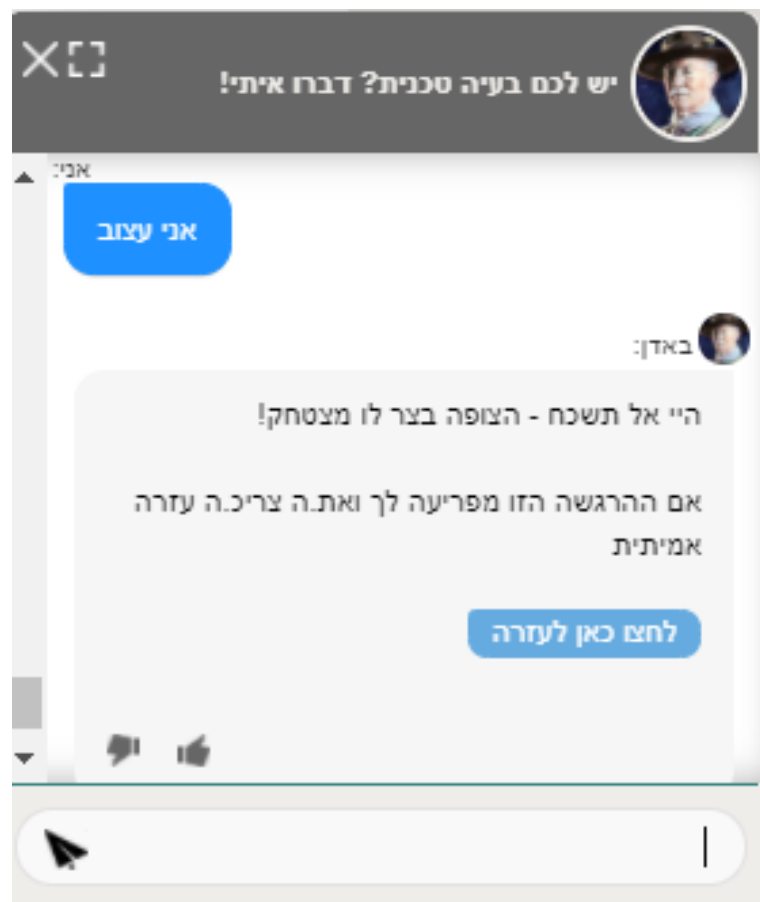 יש לכם בעיה טכנית? דברו איתי!
אני:
אני עצוב
באדן:
היי אל תשכח - הצופה בצר לו מצטחק!
אם ההרגשה הזו מפריעה לך ואת.ה צריכ.ה עזרה
אמיתית
לחצו כאן לעזרה